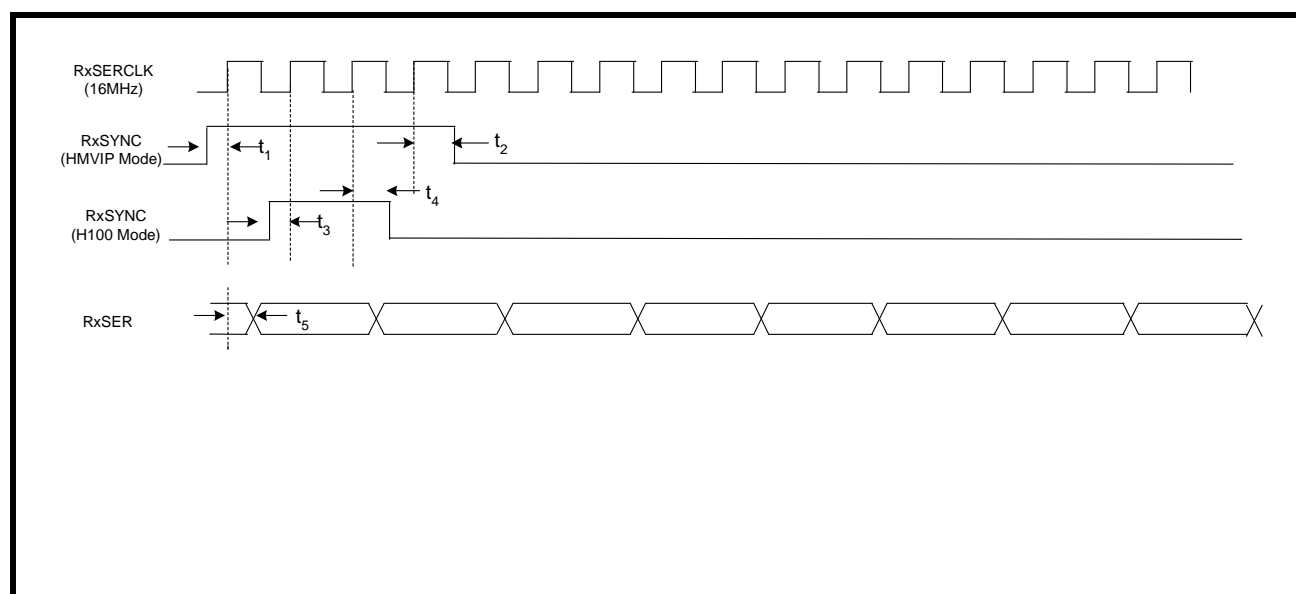 RxSERCLK
(16MHz)
RxSYNC
(HMVIP Mode)
t1
t2
t4
RxSYNC
(H100 Mode)
t3
RxSER
t5